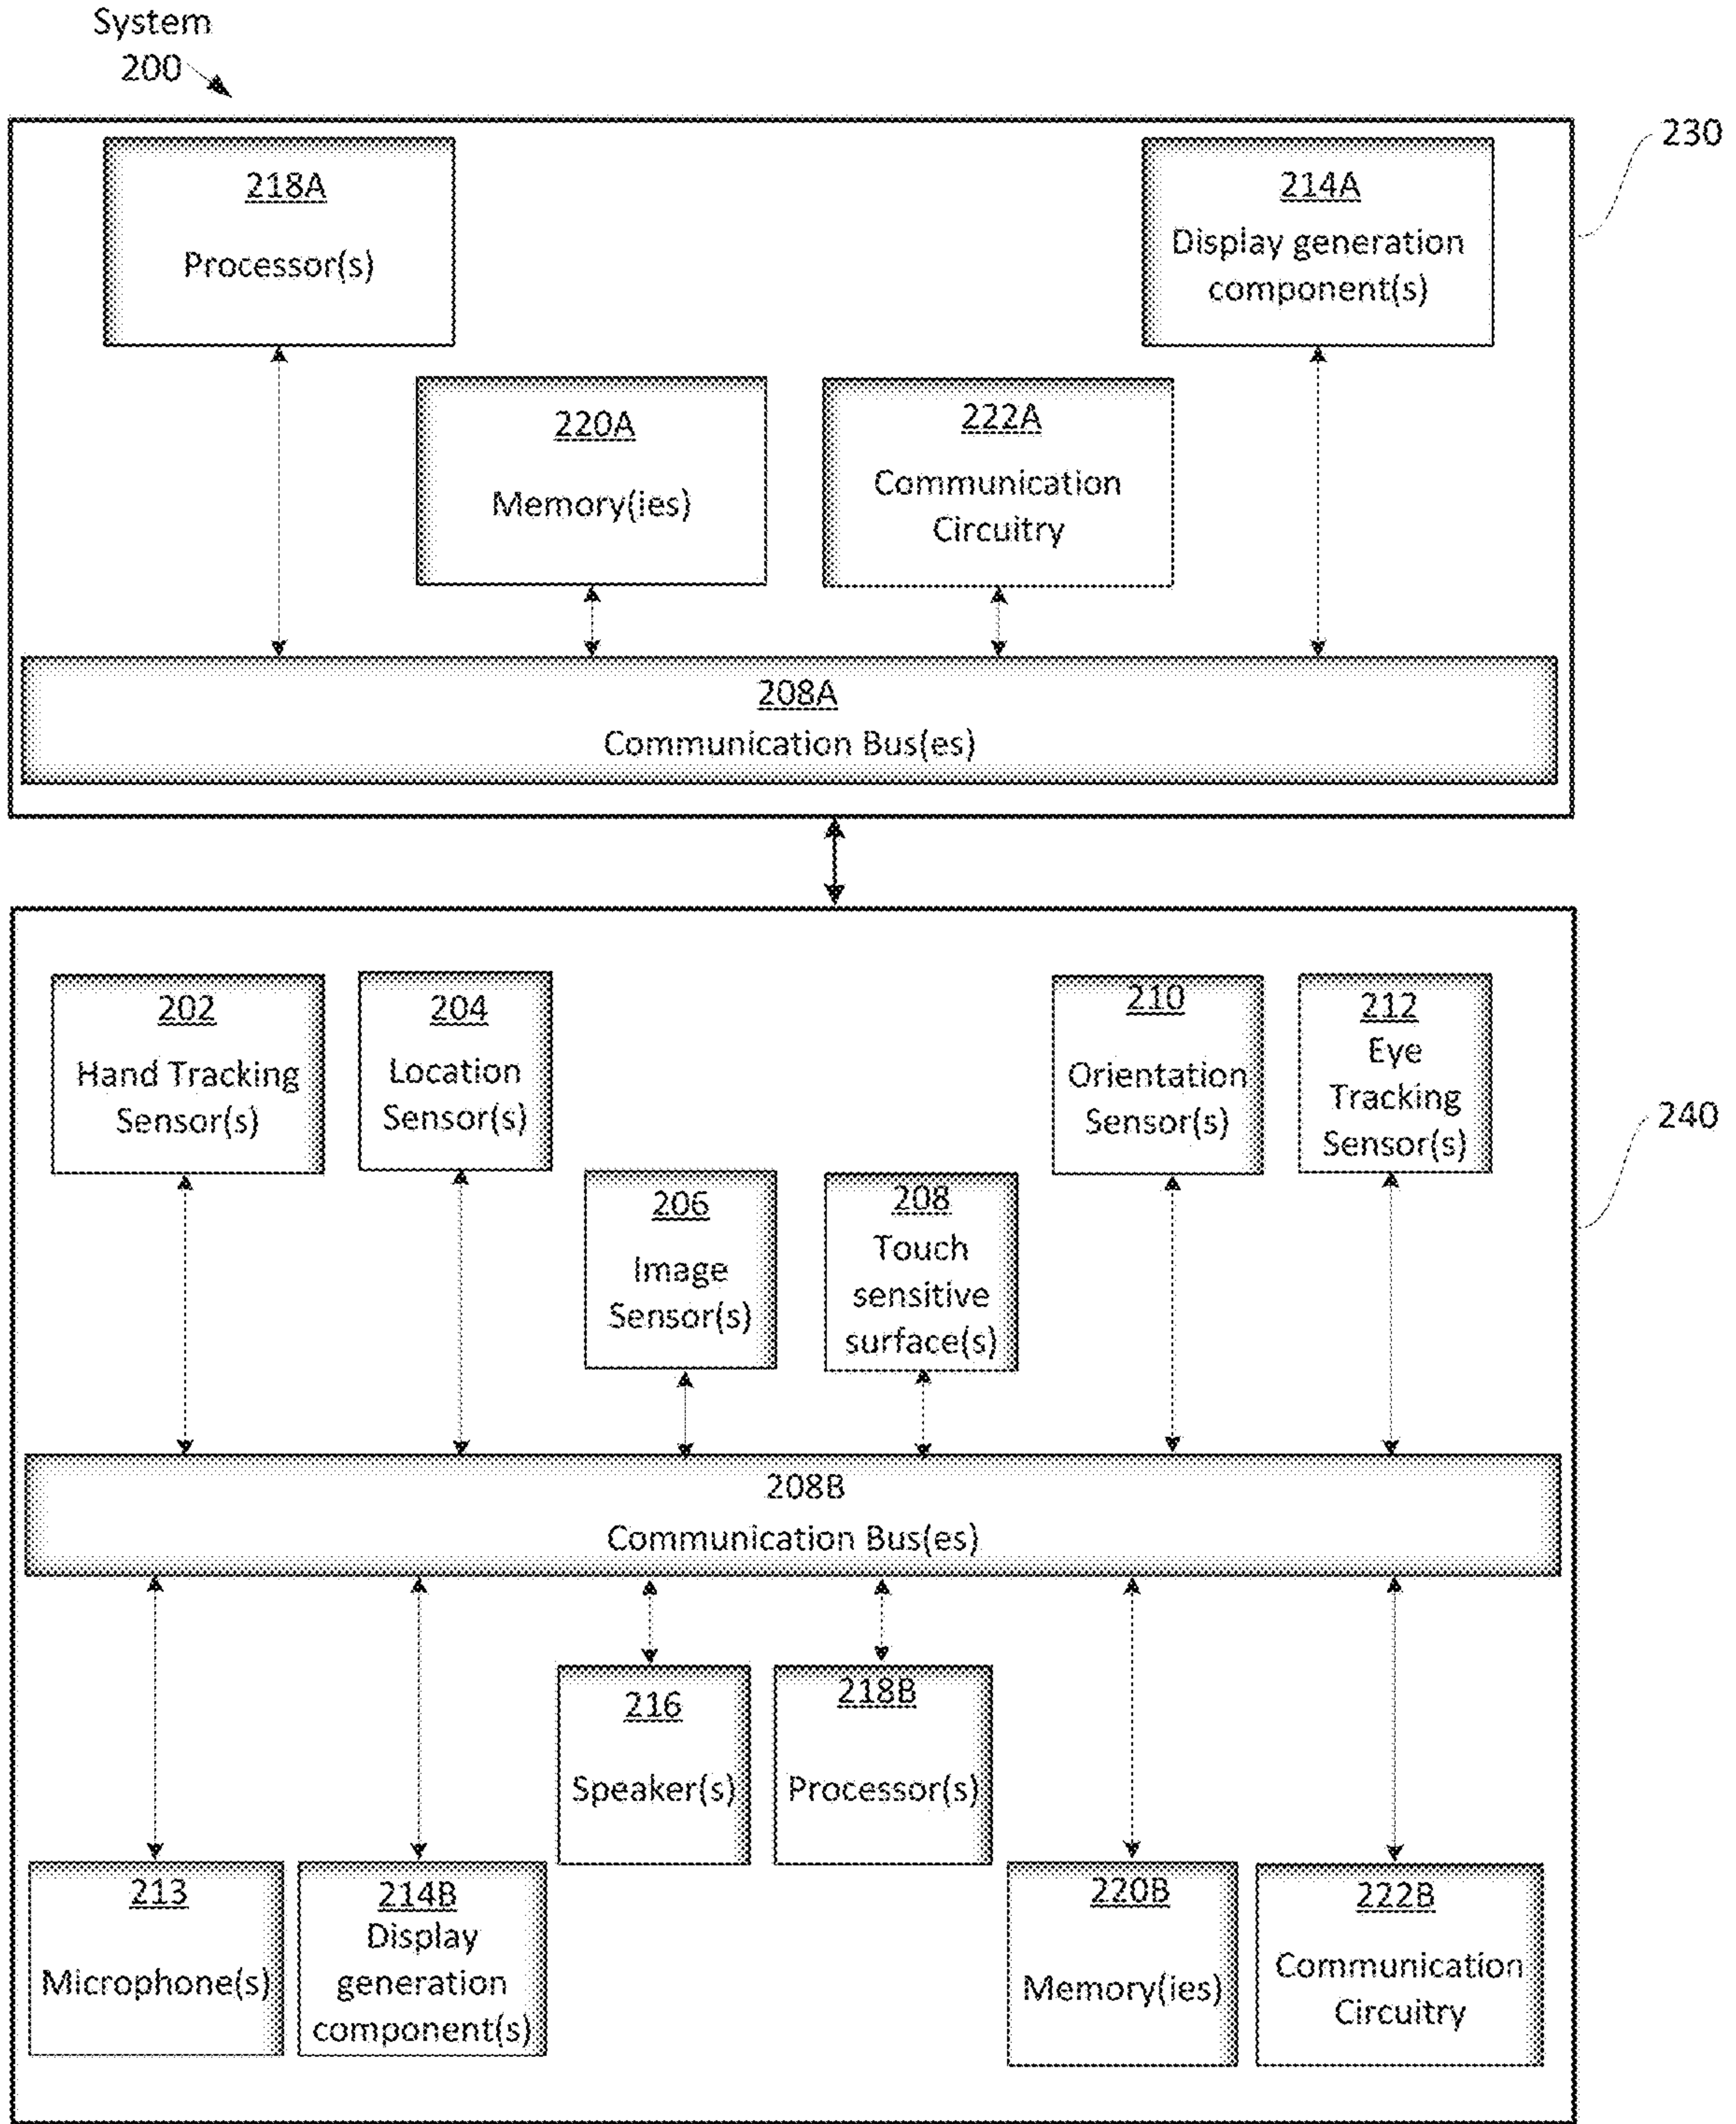 System
200
230
218A
Processor(s)
214A
Display generation
component(s)
220A
Memory(ies)
222A
Communication
Circuitry
208A
Communication Bus(es)
240
202
Hand Tracking
Sensor(s)
204
Location
Sensor(s)
206
Image
Sensor(s)
208
Touch
sensitive
surface(s)
210
Orientation
Sensor(s)
212
Eye
Tracking
Sensor(s)
208B
Communication Bus(es)
213
Microphone(s)
214B
Display
generation
component(s)
216
Speaker(s)
218B
Processor(s)
220B
Memory(ies)
222B
Communication
Circuitry